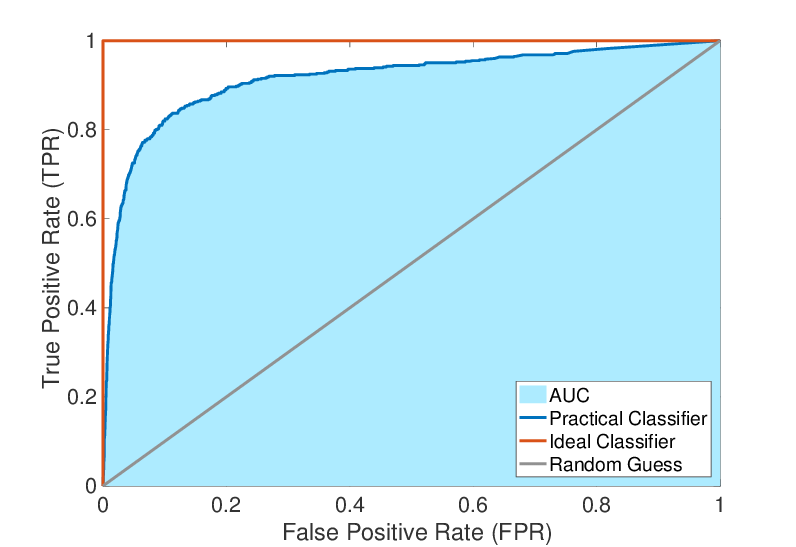 1
0.8
0.6
0.4
0.2
0
True Positive Rate (TPR)
0 0.2 0.4 0.6 0.8 1
False Positive Rate (FPR)
AUC
Practical Classifier
Ideal Classifier
Random Guess